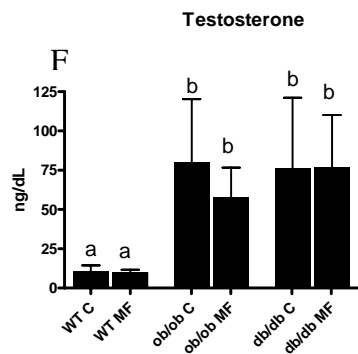 Testosterone
F
b
b
b
b
a
a
125
100
75
50
25
0
ng/dL
WT C
WT MF
ob/ob C
ob/ob MF
db/db C
db/db MF